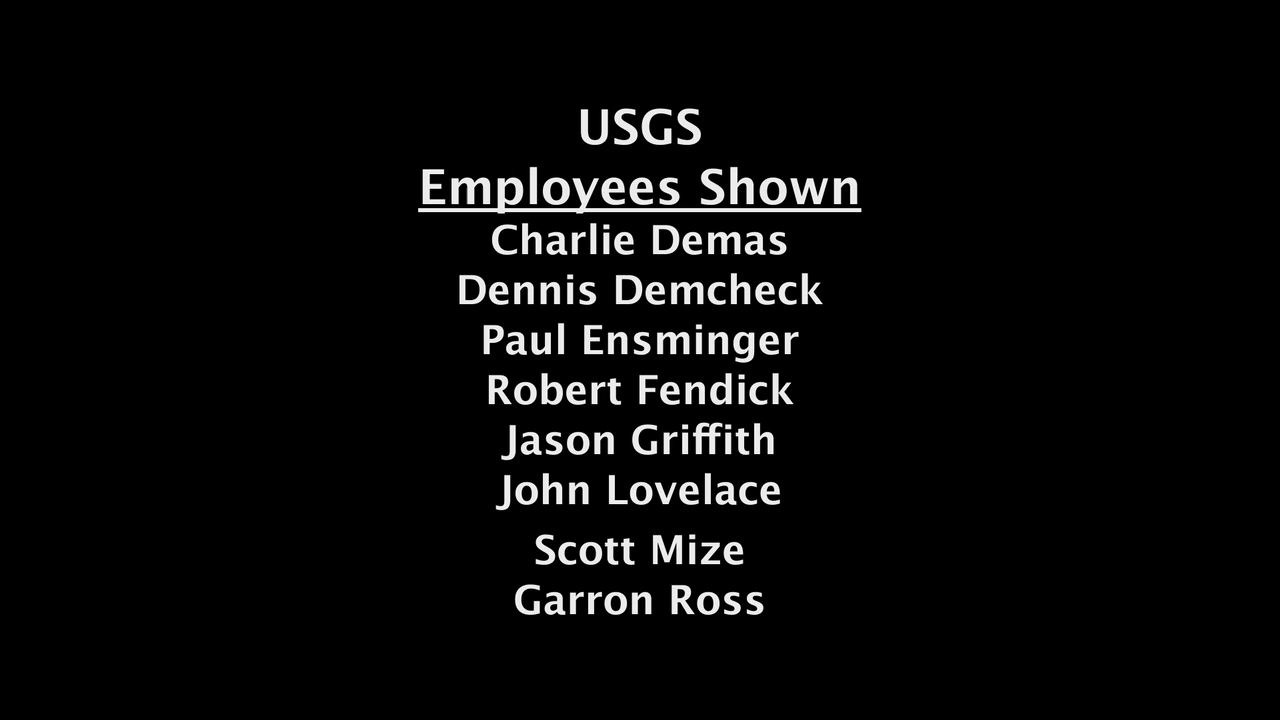 USGS
Employees Shown
Charlie Demas
Dennis Demcheck
Paul Ensminger
Robert Fendick
Jason Griffith
John Lovelace
Scott Mize
Garron Ross